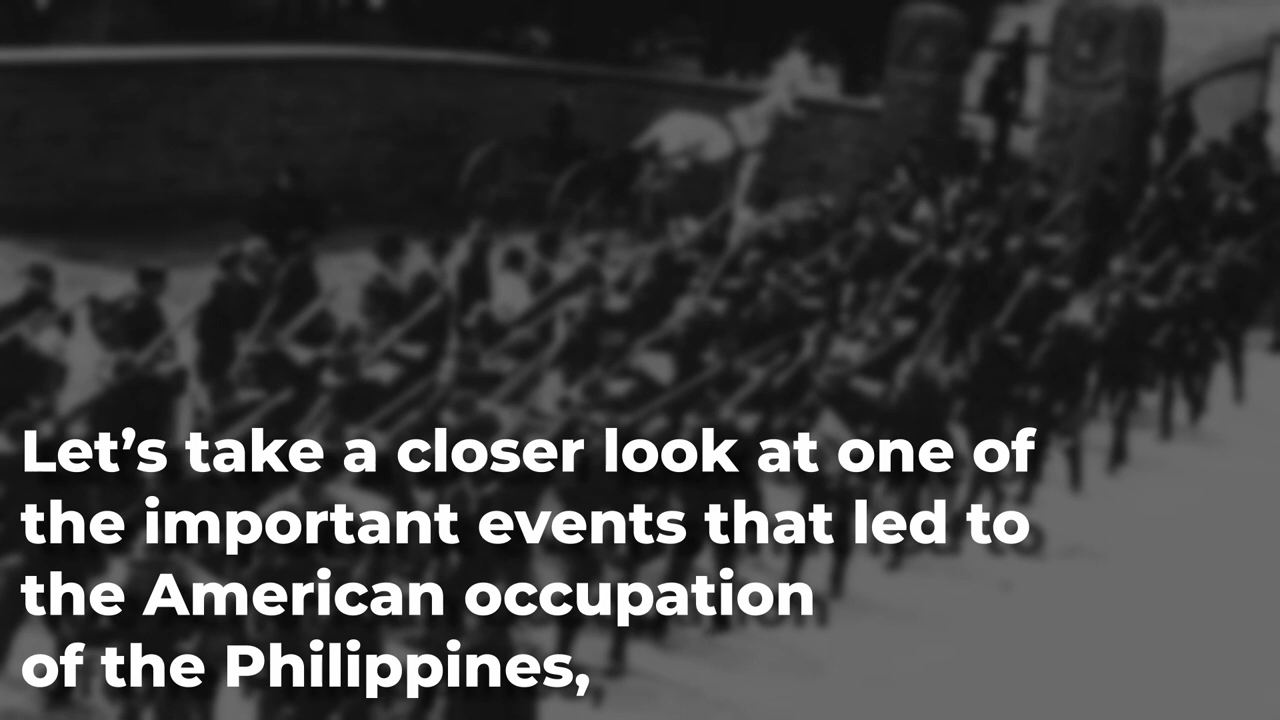 Let’s take a closer look at one of
the important events that led to
the American occupation
of the Philippines,